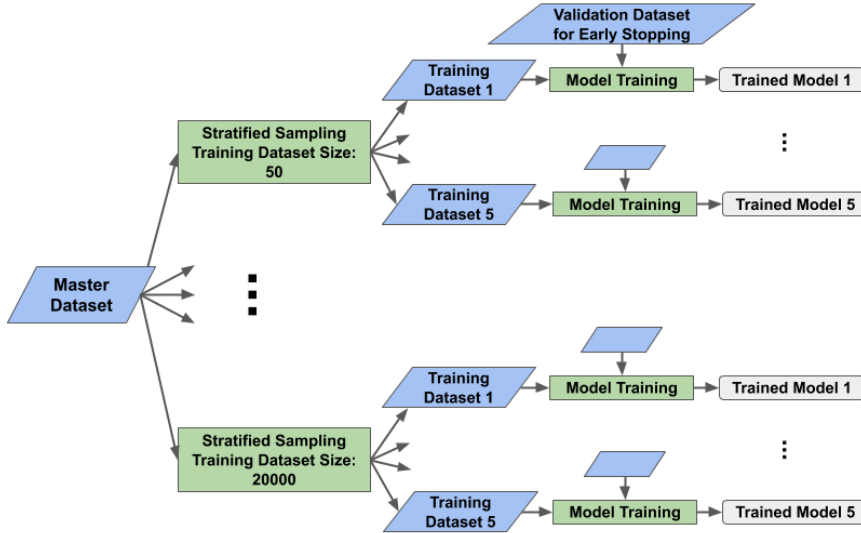 Validation Dataset
for Early Stopping
Training
Dataset 1
Model Training
Trained Model 1
Stratified Sampling
Training Dataset Size:
50
Training
Dataset 5
Model Training
Trained Model 5
Master
Dataset
Training
Dataset 1
Model Training
Trained Model 1
Stratified Sampling
Training Dataset Size:
20000
Training
Dataset 5
Model Training
Trained Model 5